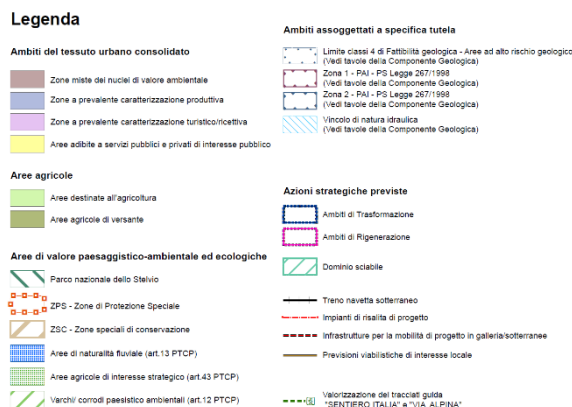 Legenda
Ambiti del tessuto urbano consolidato
Zone miste dei nuclei di valore ambientale
Zone a prevalente caratterizzazione produttiva
Zone a prevalente caratterizzazione turistico/ricettiva
Aree adibite a servizi pubblici e privati di interesse pubblico
Aree agricole
Aree destinate all'agricoltura
Aree agricole di versante
Aree di valore paesaggistico-ambientale ed ecologiche
Parco nazionale dello Stelvio
ZPS - Zone di Protezione Speciale
ZSC - Zone speciali di conservazione
Aree di naturalità fluviale (art.13 PTCP)
Aree agricole di interesse strategico (art.43 PTCP)
Varchi/ corrodi paesistico ambientali (art.12 PTCP)
Ambiti assoggettati a specifica tutela
Limite classi 4 di Fattibilità geologica - Aree ad alto rischio geologico
(Vedi tavole della Componente Geologica)
Zona 1 - PAI - PS Legge 267/1998
(Vedi tavole della Componente Geologica)
Zona 2 - PAI - PS Legge 267/1998
(Vedi tavole della Componente Geologica)
Vincolo di natura idraulica
(Vedi tavole della Componente Geologica)
Azioni strategiche previste
Ambiti di Trasformazione
Ambiti di Rigenerazione
Dominio sciabile
Treno navetta sotterraneo
Impianti di risalita di progetto
Infrastrutture per la mobilità di progetto in galleria/sotterranee
Previsioni viabilistiche di interesse locale
Valorizzazione dei tracciati guida
"SENTIERO ITALIA" e "VIA ALPINA"